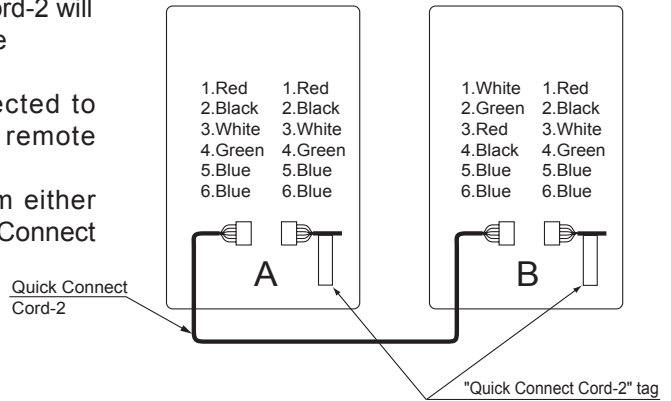 ord-2 will
e
ected to
remote
either
Connect
Quick Connect
Cord-2
1.Red
2.Black
3.White
4.Green
5.Blue
6.Blue
1.Red
2.Black
3.White
4.Green
5.Blue
6.Blue
A
1.White
2.Green
3.Red
4.Black
5.Blue
6.Blue
1.Red
2.Black
3.White
4.Green
5.Blue
6.Blue
B
"Quick Connect Cord-2" tag